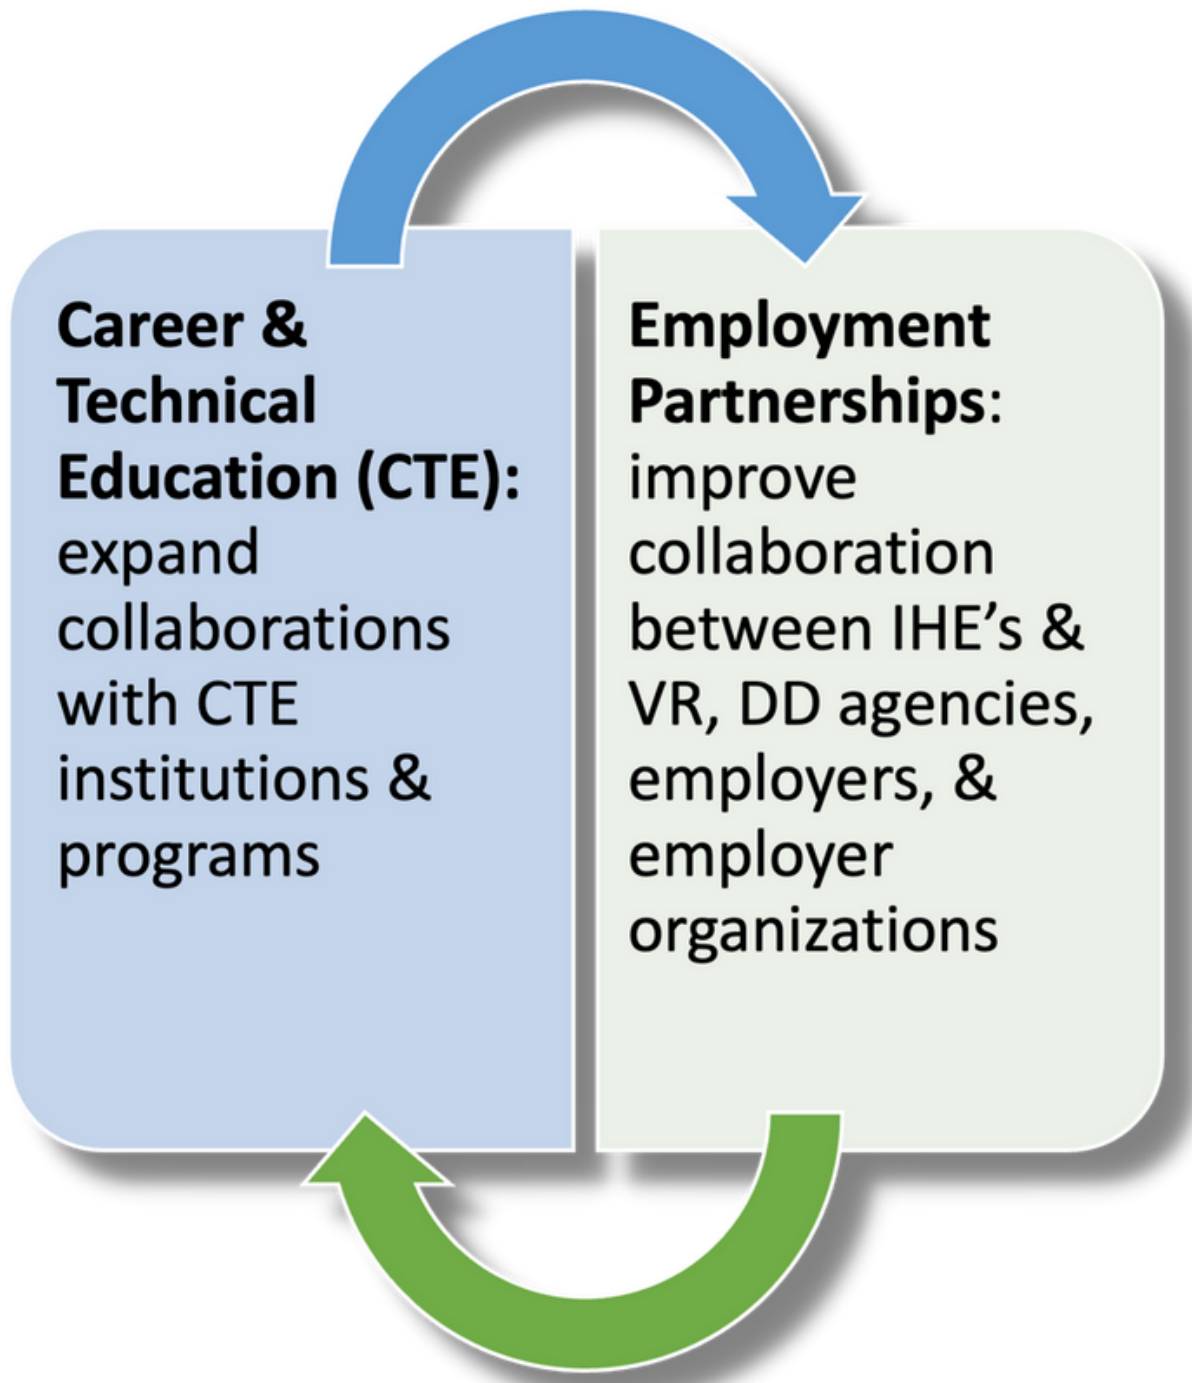 Career &
Technical
Education (CTE):
expand
collaborations
with CTE
institutions &
programs
Employment
Partnerships:
improve
collaboration
between IHE’s &
VR, DD agencies,
employers, &
employer
organizations